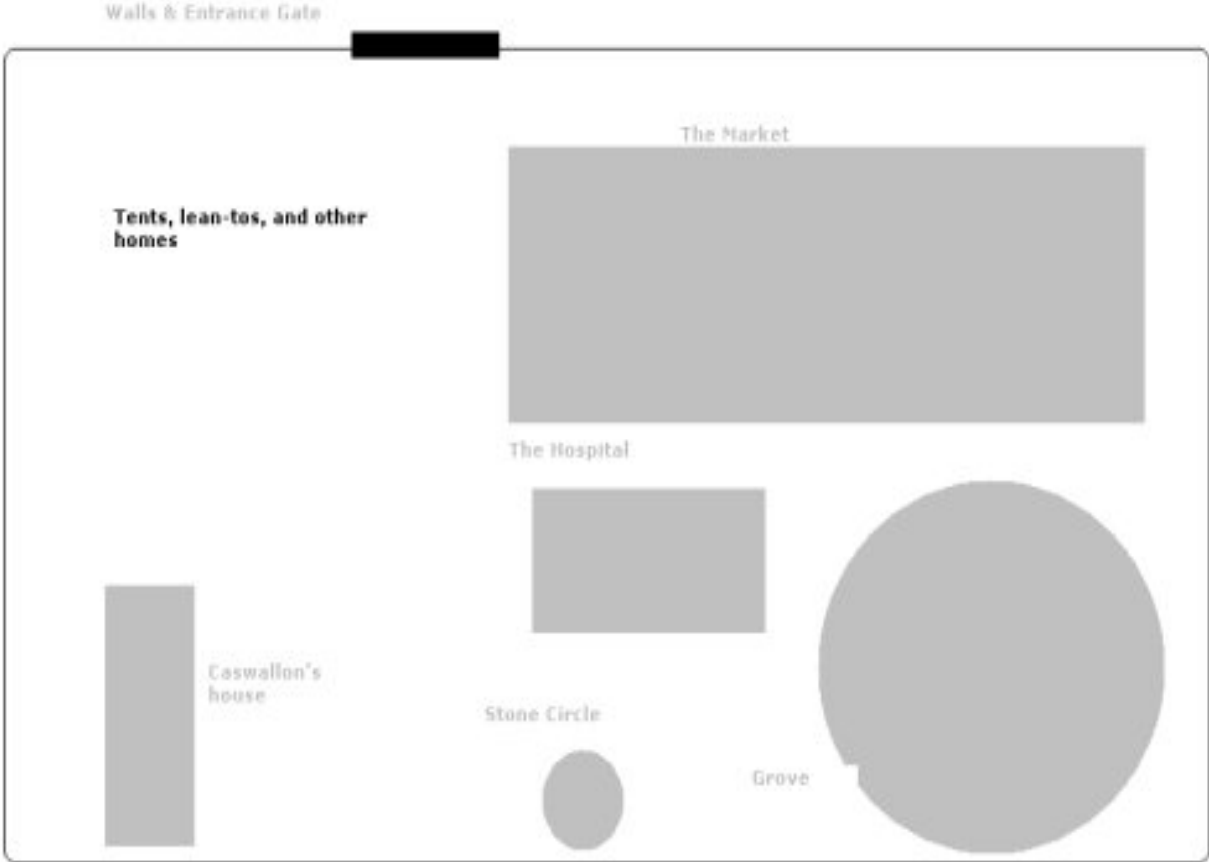 Walls & Entrance Gate
The Market
Tents, lean-tos, and other
homes
The Hospital
Caswallon's
house
Stone Circle
Grove